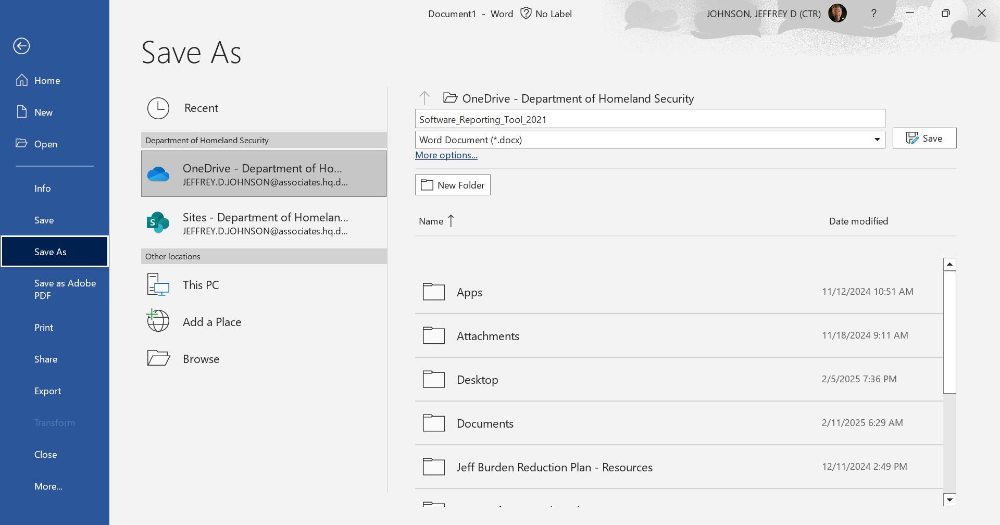 Document1 - Word No Label
JOHNSON, JEFFREY D (CTR)
?
Home
New
Open
Info
Save
Save As
Save as Adobe
PDF
Print
Share
Export
Transform
Close
More...
Save As
Recent
Department of Homeland Security
OneDrive - Department of Ho...
JEFFREY.D.JOHNSON@associates.hq.d...
S
Sites - Department of Homelan...
JEFFREY.D.JOHNSON@associates.hq.d...
Other locations
This PC
Add a Place
Browse
OneDrive - Department of Homeland Security
Software_Reporting_Tool_2021
Word Document (*.docx)
Save
More options...
New Folder
Name Date modified
Apps 11/12/2024 10:51 AM
Attachments 11/18/2024 9:11 AM
Desktop 2/5/2025 7:36 PM
Documents 2/11/2025 6:29 AM
Jeff Burden Reduction Plan - Resources 12/11/2024 2:49 PM